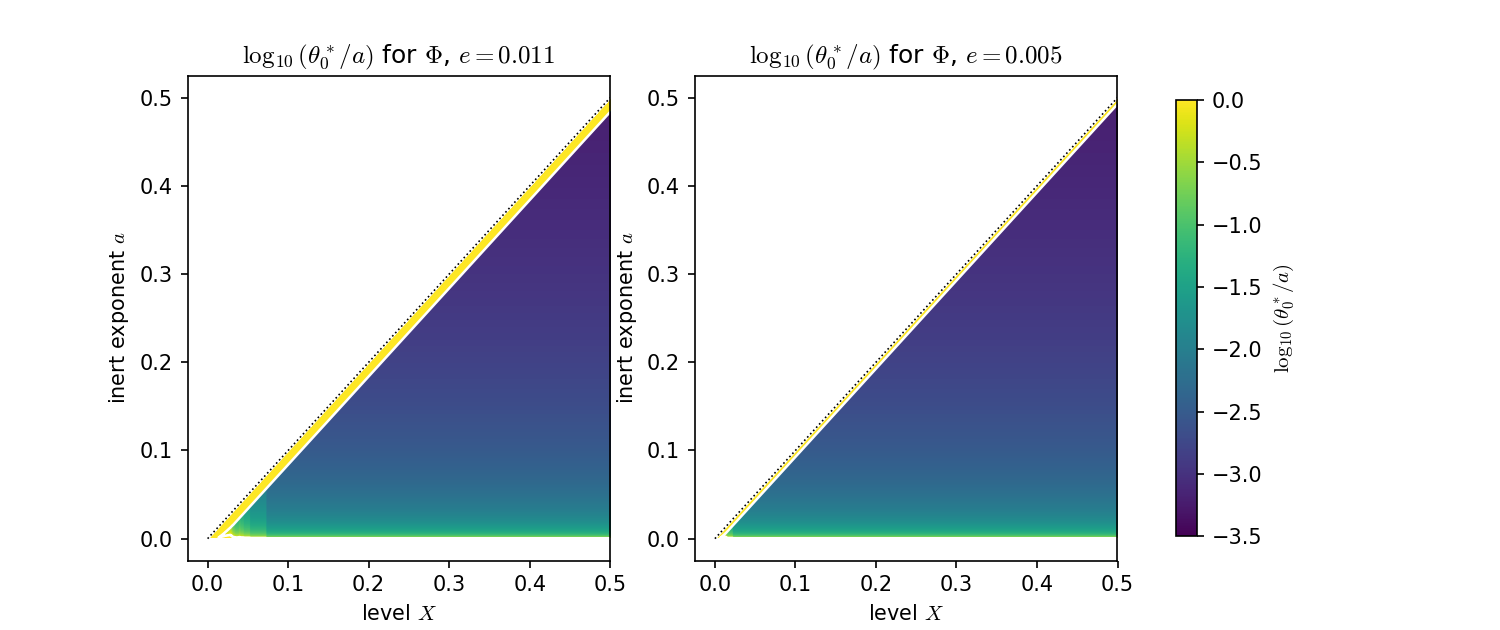 log₁₀ (θ₀*/a) for Φ, e = 0.011
0.5
0.4
0.3
0.2
0.1
0.0
inert exponent a
0.0 0.1 0.2 0.3 0.4 0.5
level X
log₁₀ (θ₀*/a) for Φ, e = 0.005
0.5
0.4
0.3
0.2
0.1
0.0
inert exponent a
0.0 0.1 0.2 0.3 0.4 0.5
level X
0.0
−0.5
−1.0
−1.5
−2.0
−2.5
−3.0
−3.5
log₁₀ (θ₀*/a)